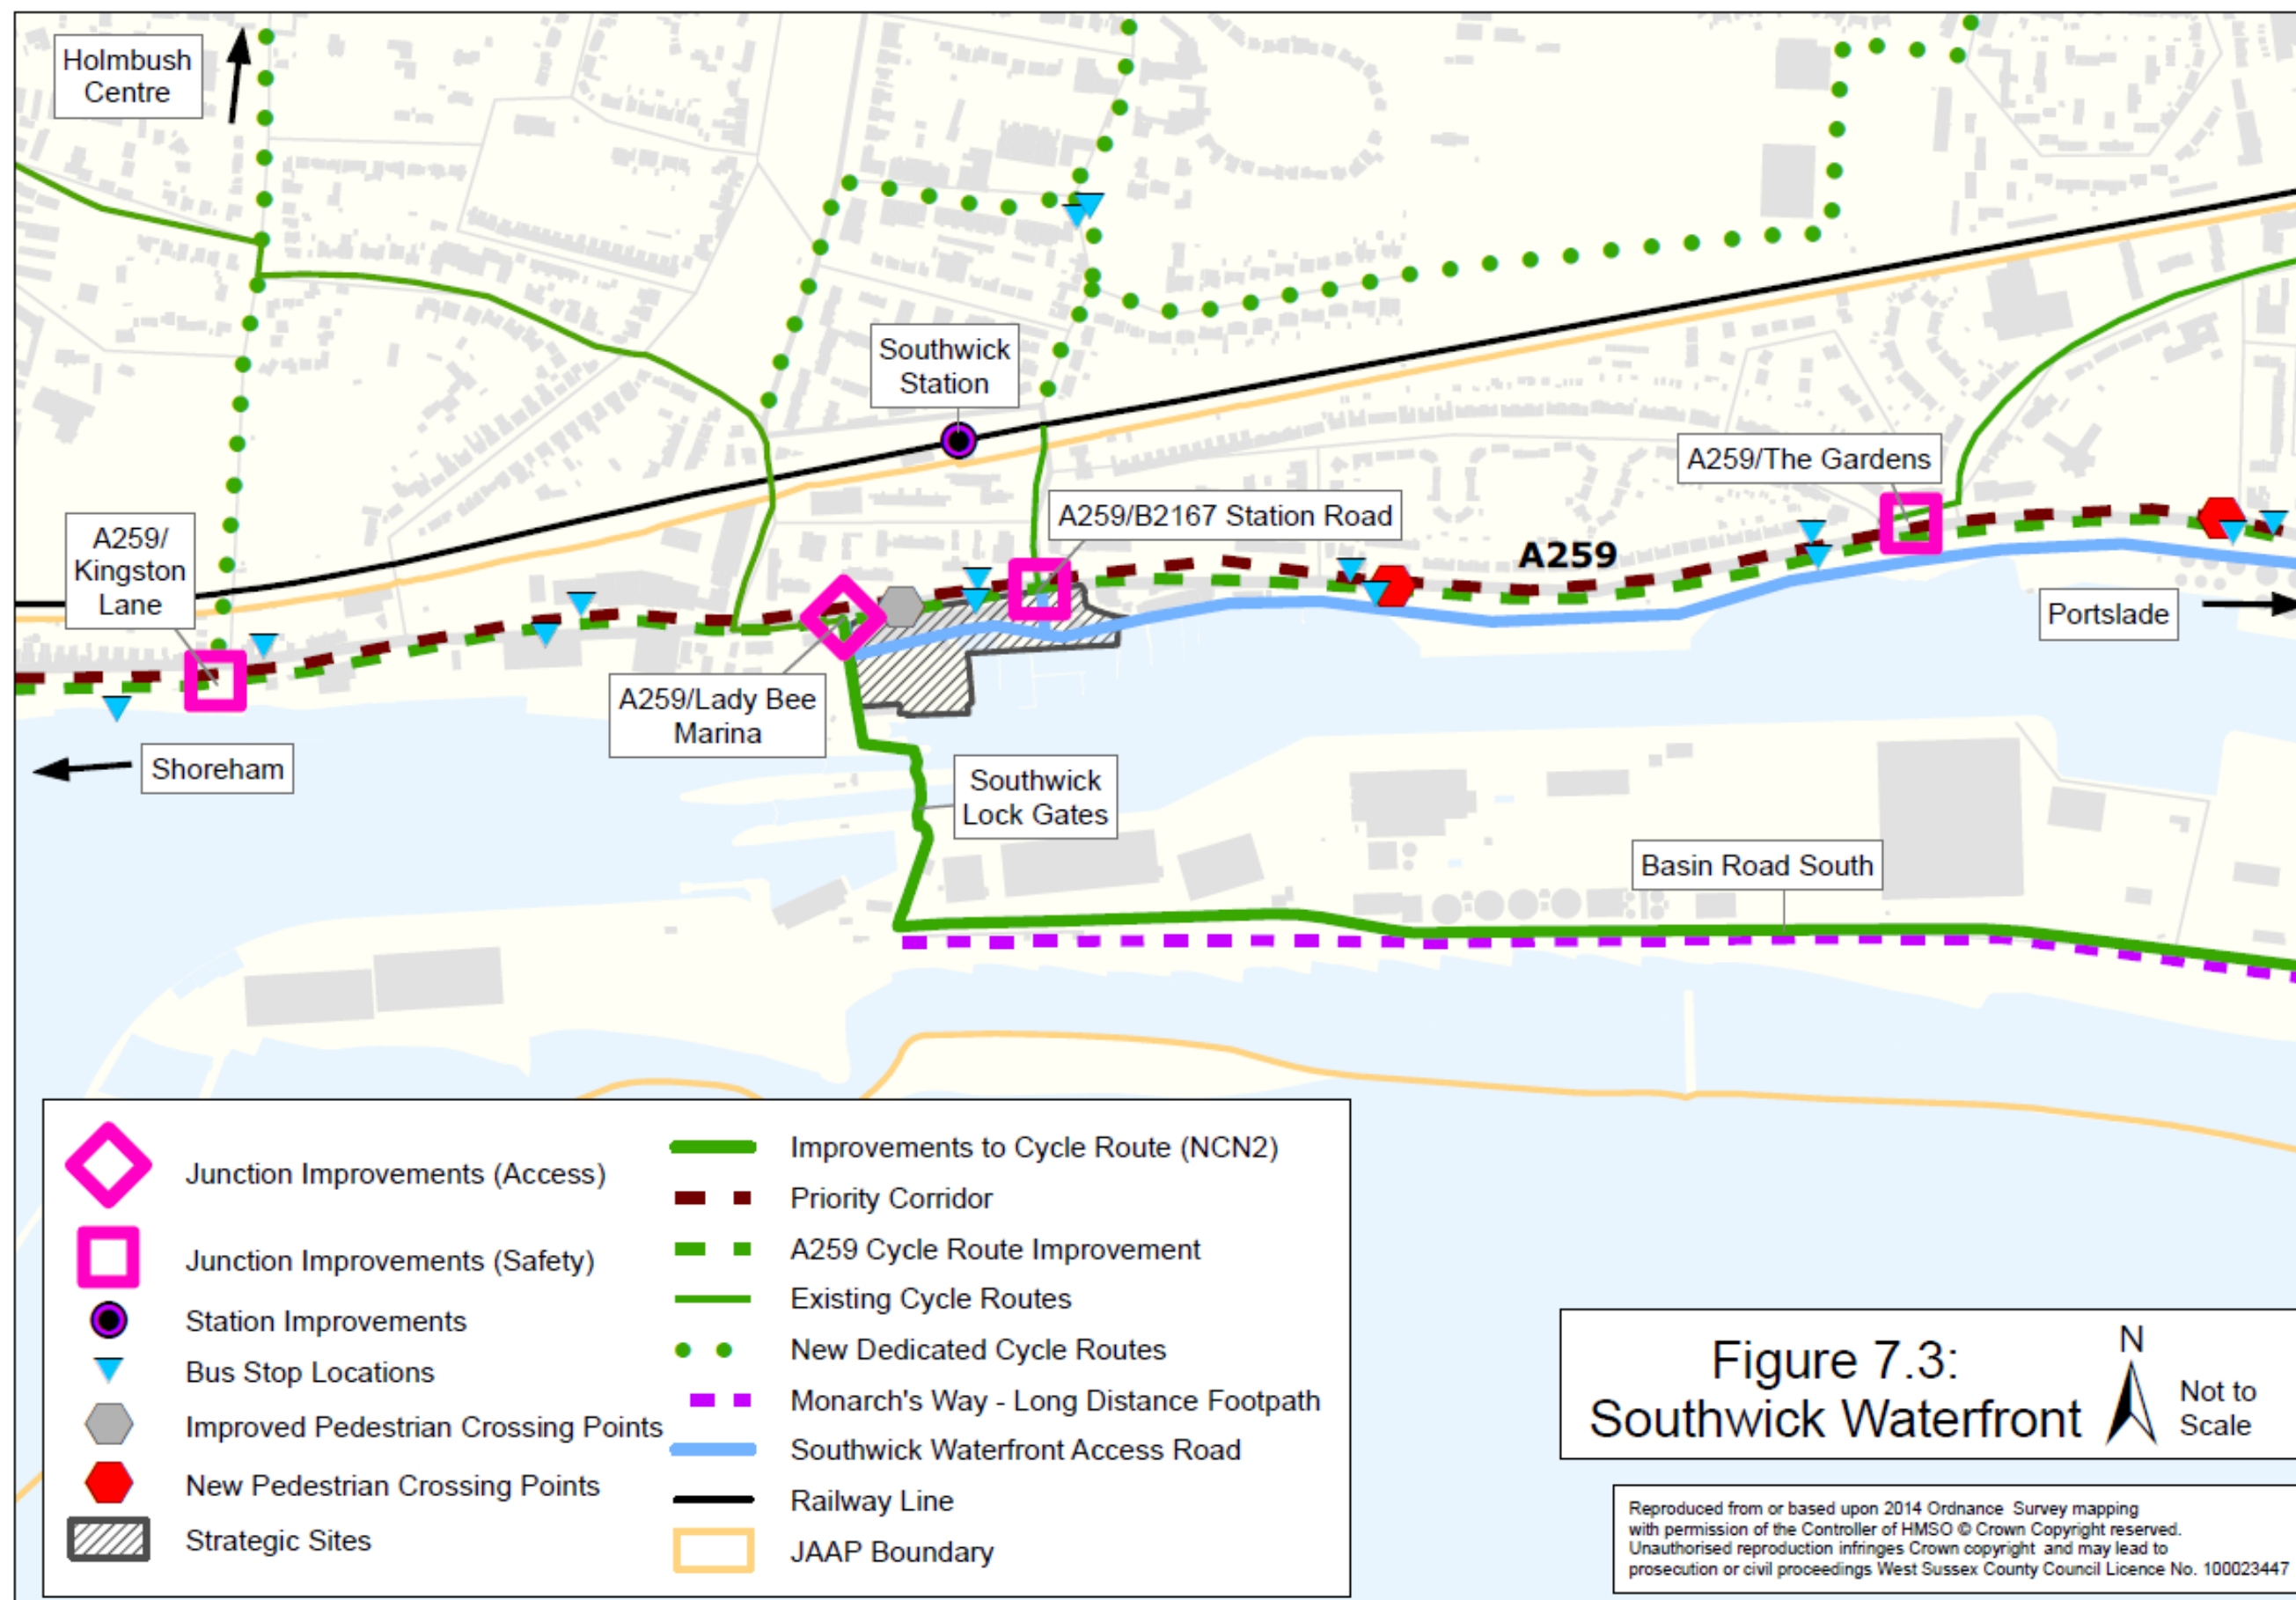 Holmbush
Centre
Southwick
Station
A259/The Gardens
A259/B2167 Station Road
A259/
Kingston
Lane
A259
Portslade
A259/Lady Bee
Marina
Shoreham
Southwick
Lock Gates
Basin Road South
Junction Improvements (Access)
Junction Improvements (Safety)
Station Improvements
Bus Stop Locations
Improved Pedestrian Crossing Points
New Pedestrian Crossing Points
Strategic Sites
Improvements to Cycle Route (NCN2)
Priority Corridor
A259 Cycle Route Improvement
Existing Cycle Routes
New Dedicated Cycle Routes
Monarch's Way - Long Distance Footpath
Southwick Waterfront Access Road
Railway Line
JAAP Boundary
Figure 7.3:
Southwick Waterfront
N
Not to
Scale
Reproduced from or based upon 2014 Ordnance Survey mapping
with permission of the Controller of HMSO © Crown Copyright reserved.
Unauthorised reproduction infringes Crown copyright and may lead to
prosecution or civil proceedings West Sussex County Council Licence No. 100023447